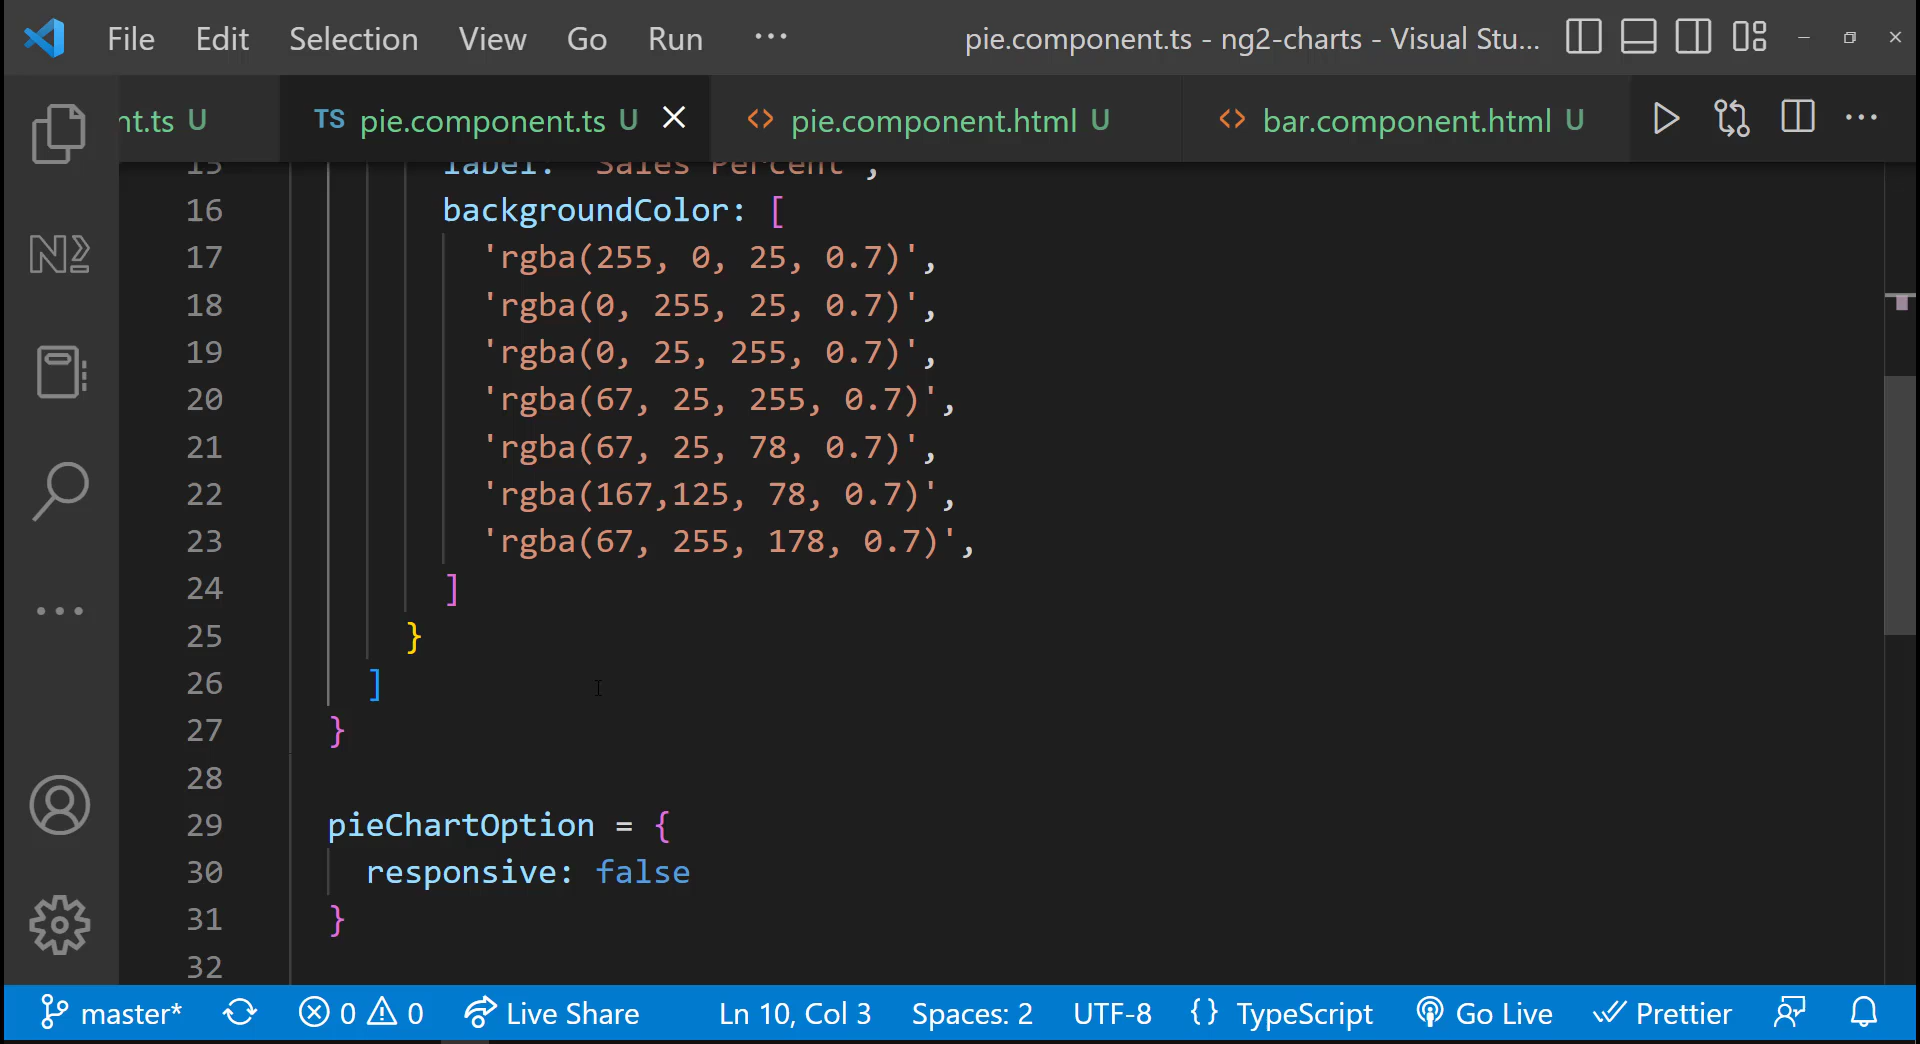 File Edit Selection View Go Run ··· pie.component.ts - ng2-charts - Visual Stu...
nt.ts U TS pie.component.ts U <> pie.component.html U <> bar.component.html U
15 label: 'Sales Percent',
16 backgroundColor: [
17 'rgba(255, 0, 25, 0.7)',
18 'rgba(0, 255, 25, 0.7)',
19 'rgba(0, 25, 255, 0.7)',
20 'rgba(67, 25, 255, 0.7)',
21 'rgba(67, 25, 78, 0.7)',
22 'rgba(167,125, 78, 0.7)',
23 'rgba(67, 255, 178, 0.7)',
24 ]
25 }
26 ]
27 }
28
29 pieChartOption = {
30 responsive: false
31 }
32
master* 0 0 Live Share Ln 10, Col 3 Spaces: 2 UTF-8 {} TypeScript Go Live Prettier